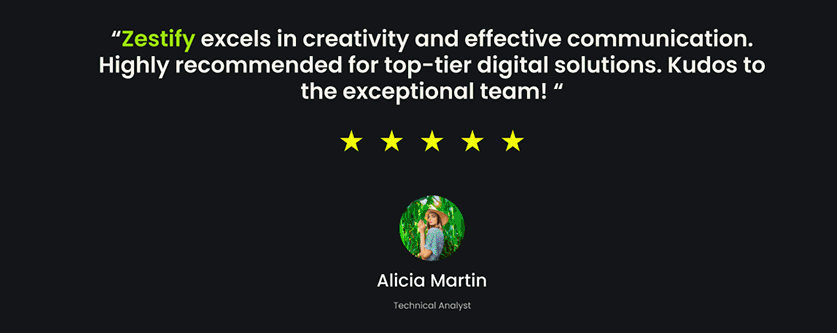 “Zestify excels in creativity and effective communication.
Highly recommended for top-tier digital solutions. Kudos to
the exceptional team! “
Alicia Martin
Technical Analyst